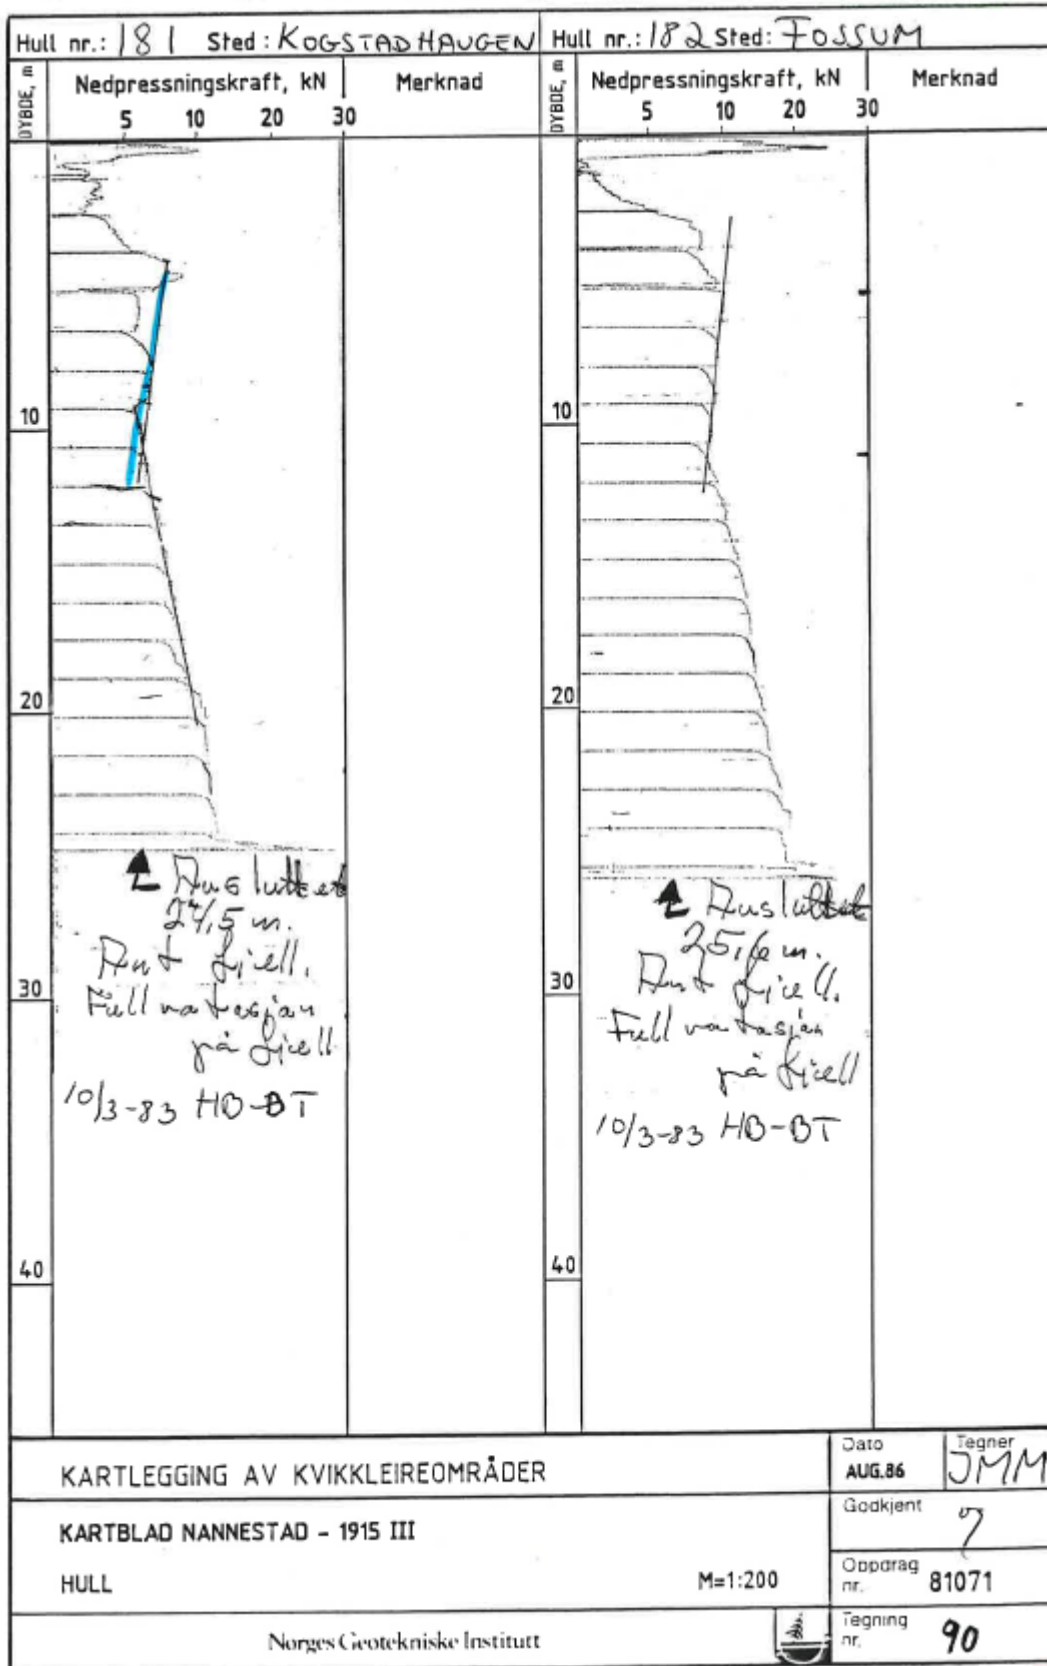 Hull nr.: 181 Sted: KOGSTADHAUGEN
DYBDE, m
Nedpressningskraft, kN
Merknad
5 10 20 30
10
20
30
40
Avsluttet
24,5 m.
Ant fjell.
Full rotasjon
på fjell
10/3-83 HB-BT
Hull nr.: 182 Sted: FOSSUM
DYBDE, m
Nedpressningskraft, kN
Merknad
5 10 20 30
10
20
30
40
Avsluttet
25,6 m.
Ant fjell.
Full rotasjon
på fjell
10/3-83 HB-BT
KARTLEGGING AV KVIKKLEIREOMRÅDER
KARTBLAD NANNESTAD - 1915 III
HULL M=1:200
Norges Geotekniske Institutt
Dato
AUG.86
Tegner
JMM
Godkjent
Oppdrag
nr. 81071
Tegning
nr. 90